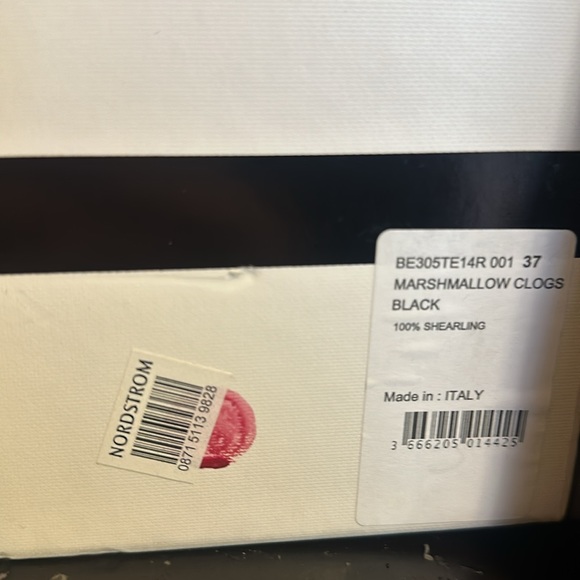 BE305TE14R 001 37
MARSHMALLOW CLOGS
BLACK
100% SHEARLING
Made in : ITALY
3 666205 014425
NORDSTROM
0871 5113 9828